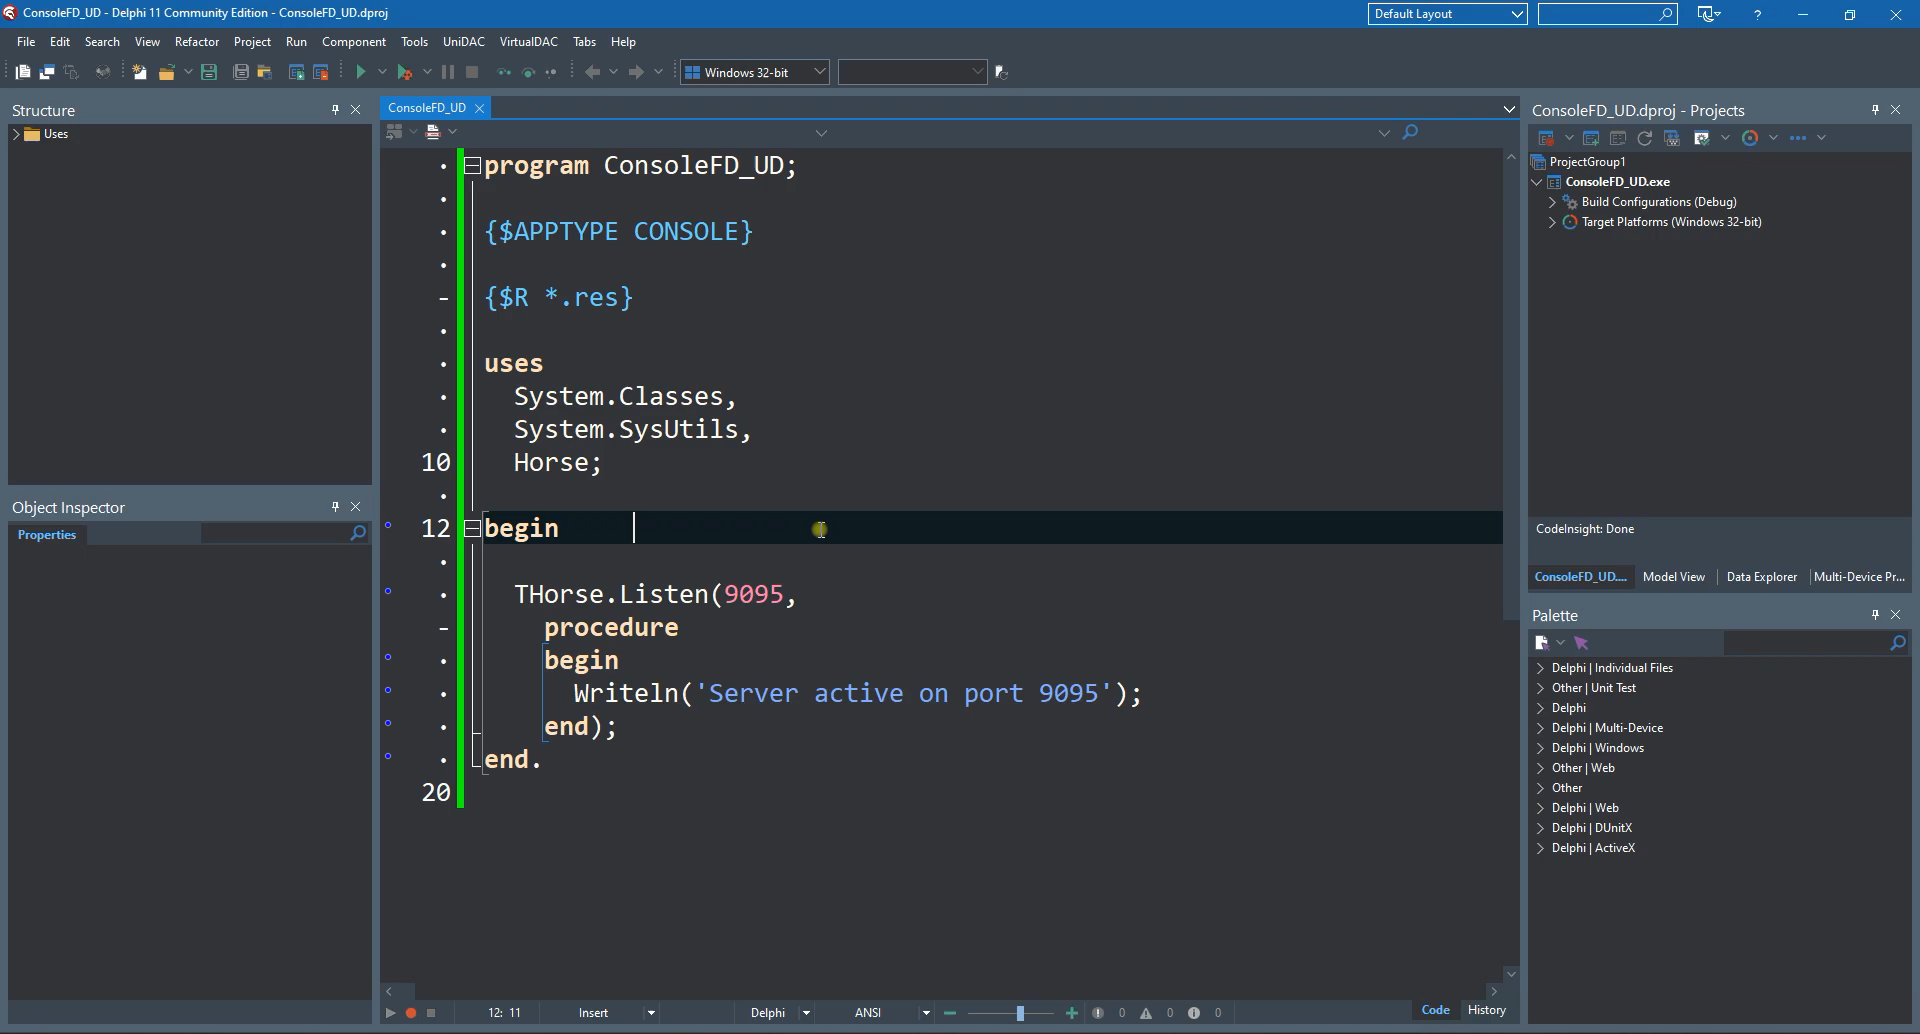 ConsoleFD_UD - Delphi 11 Community Edition - ConsoleFD_UD.dproj
Default Layout
?
File Edit Search View Refactor Project Run Component Tools UniDAC VirtualDAC Tabs Help
Windows 32-bit
Structure
Uses
Object Inspector
Properties
ConsoleFD_UD
program ConsoleFD_UD;
{$APPTYPE CONSOLE}
{$R *.res}
uses
System.Classes,
System.SysUtils,
10 Horse;
12 begin
THorse.Listen(9095,
procedure
begin
Writeln('Server active on port 9095');
end);
end.
20
12: 11 Insert Delphi ANSI 0 0 0 Code History
ConsoleFD_UD.dproj - Projects
ProjectGroup1
ConsoleFD_UD.exe
Build Configurations (Debug)
Target Platforms (Windows 32-bit)
CodeInsight: Done
ConsoleFD_UD.... Model View Data Explorer Multi-Device Pr...
Palette
Delphi | Individual Files
Other | Unit Test
Delphi
Delphi | Multi-Device
Delphi | Windows
Other | Web
Other
Delphi | Web
Delphi | DUnitX
Delphi | ActiveX